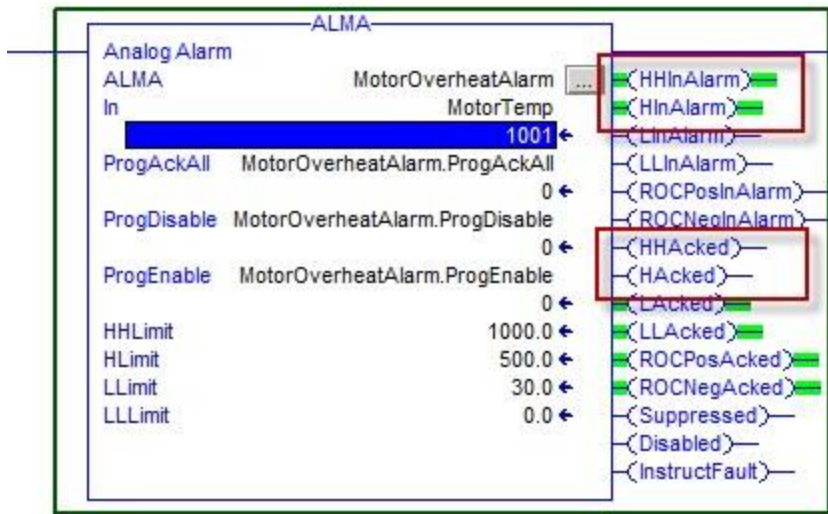 ALMA
Analog Alarm
ALMA MotorOverheatAlarm ... (HHInAlarm)
In MotorTemp (HInAlarm)
1001 (LInAlarm)
(LLInAlarm)
ProgAckAll MotorOverheatAlarm.ProgAckAll
0 (ROCPosInAlarm)
ProgDisable MotorOverheatAlarm.ProgDisable (ROCNegInAlarm)
0 (HHAcked)
ProgEnable MotorOverheatAlarm.ProgEnable (HAcked)
0 (LAcked)
HHLimit 1000.0 (LLAcked)
HLimit 500.0 (ROCPosAcked)
LLimit 30.0 (ROCNegAcked)
LLLimit 0.0 (Suppressed)
(Disabled)
(InstructFault)